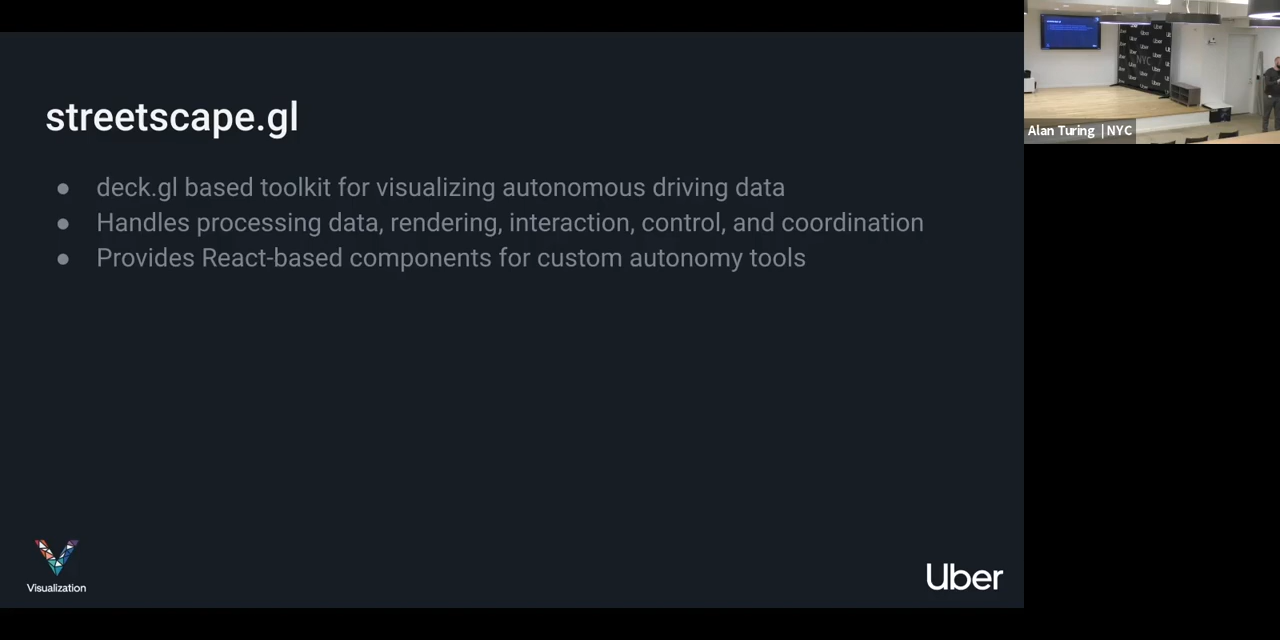 streetscape.gl
● deck.gl based toolkit for visualizing autonomous driving data
● Handles processing data, rendering, interaction, control, and coordination
● Provides React-based components for custom autonomy tools
Visualization
Uber
NYC
Alan Turing | NYC